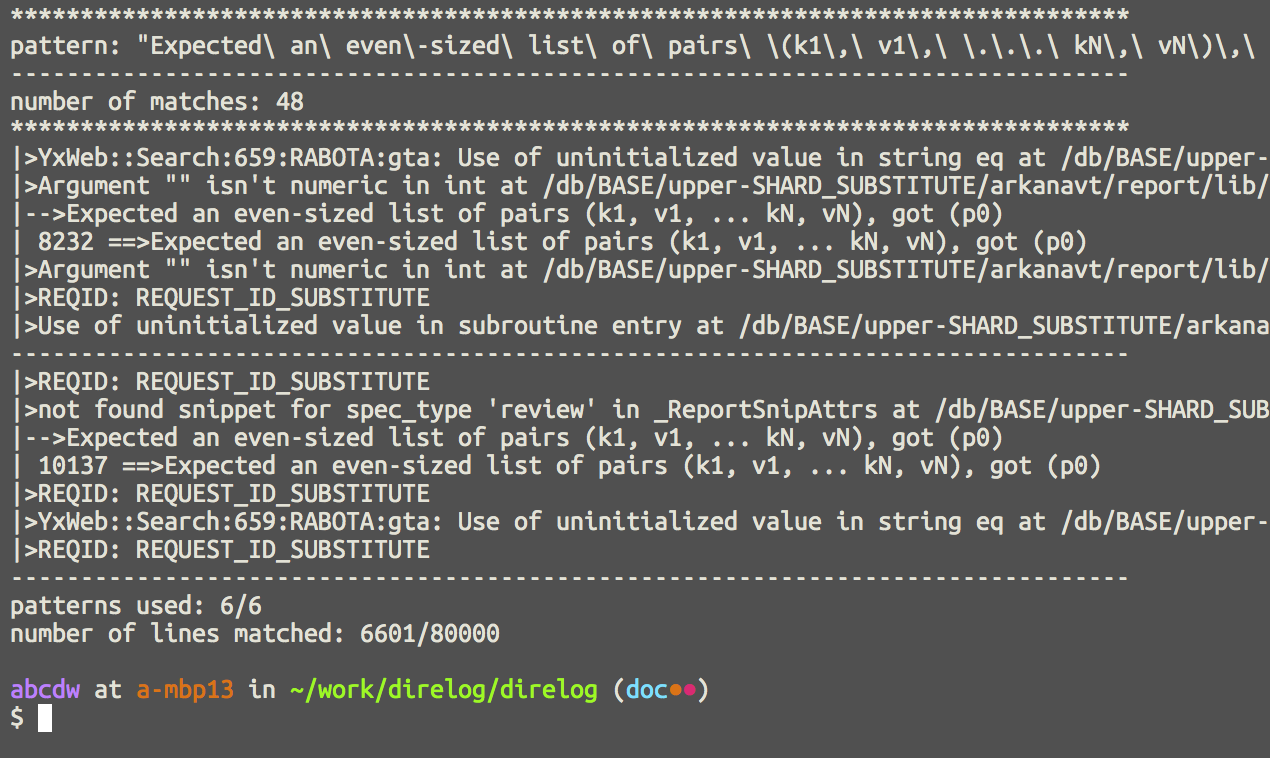 ********************************************************************************
pattern: "Expected\ an\ even\-sized\ list\ of\ pairs\ \(k1\,\ v1\,\ \.\.\.\ kN\,\ vN\)\,\
--------------------------------------------------------------------------------
number of matches: 48
********************************************************************************
|>YxWeb::Search:659:RABOTA:gta: Use of uninitialized value in string eq at /db/BASE/upper-
|>Argument "" isn't numeric in int at /db/BASE/upper-SHARD_SUBSTITUTE/arkanavt/report/lib/
|-->Expected an even-sized list of pairs (k1, v1, ... kN, vN), got (p0)
| 8232 ==>Expected an even-sized list of pairs (k1, v1, ... kN, vN), got (p0)
|>Argument "" isn't numeric in int at /db/BASE/upper-SHARD_SUBSTITUTE/arkanavt/report/lib/
|>REQID: REQUEST_ID_SUBSTITUTE
|>Use of uninitialized value in subroutine entry at /db/BASE/upper-SHARD_SUBSTITUTE/arkana
--------------------------------------------------------------------------------
|>REQID: REQUEST_ID_SUBSTITUTE
|>not found snippet for spec_type 'review' in _ReportSnipAttrs at /db/BASE/upper-SHARD_SUB
|-->Expected an even-sized list of pairs (k1, v1, ... kN, vN), got (p0)
| 10137 ==>Expected an even-sized list of pairs (k1, v1, ... kN, vN), got (p0)
|>REQID: REQUEST_ID_SUBSTITUTE
|>YxWeb::Search:659:RABOTA:gta: Use of uninitialized value in string eq at /db/BASE/upper-
|>REQID: REQUEST_ID_SUBSTITUTE
--------------------------------------------------------------------------------
patterns used: 6/6
number of lines matched: 6601/80000
abcdw at a-mbp13 in ~/work/direlog/direlog (doc●●)
$